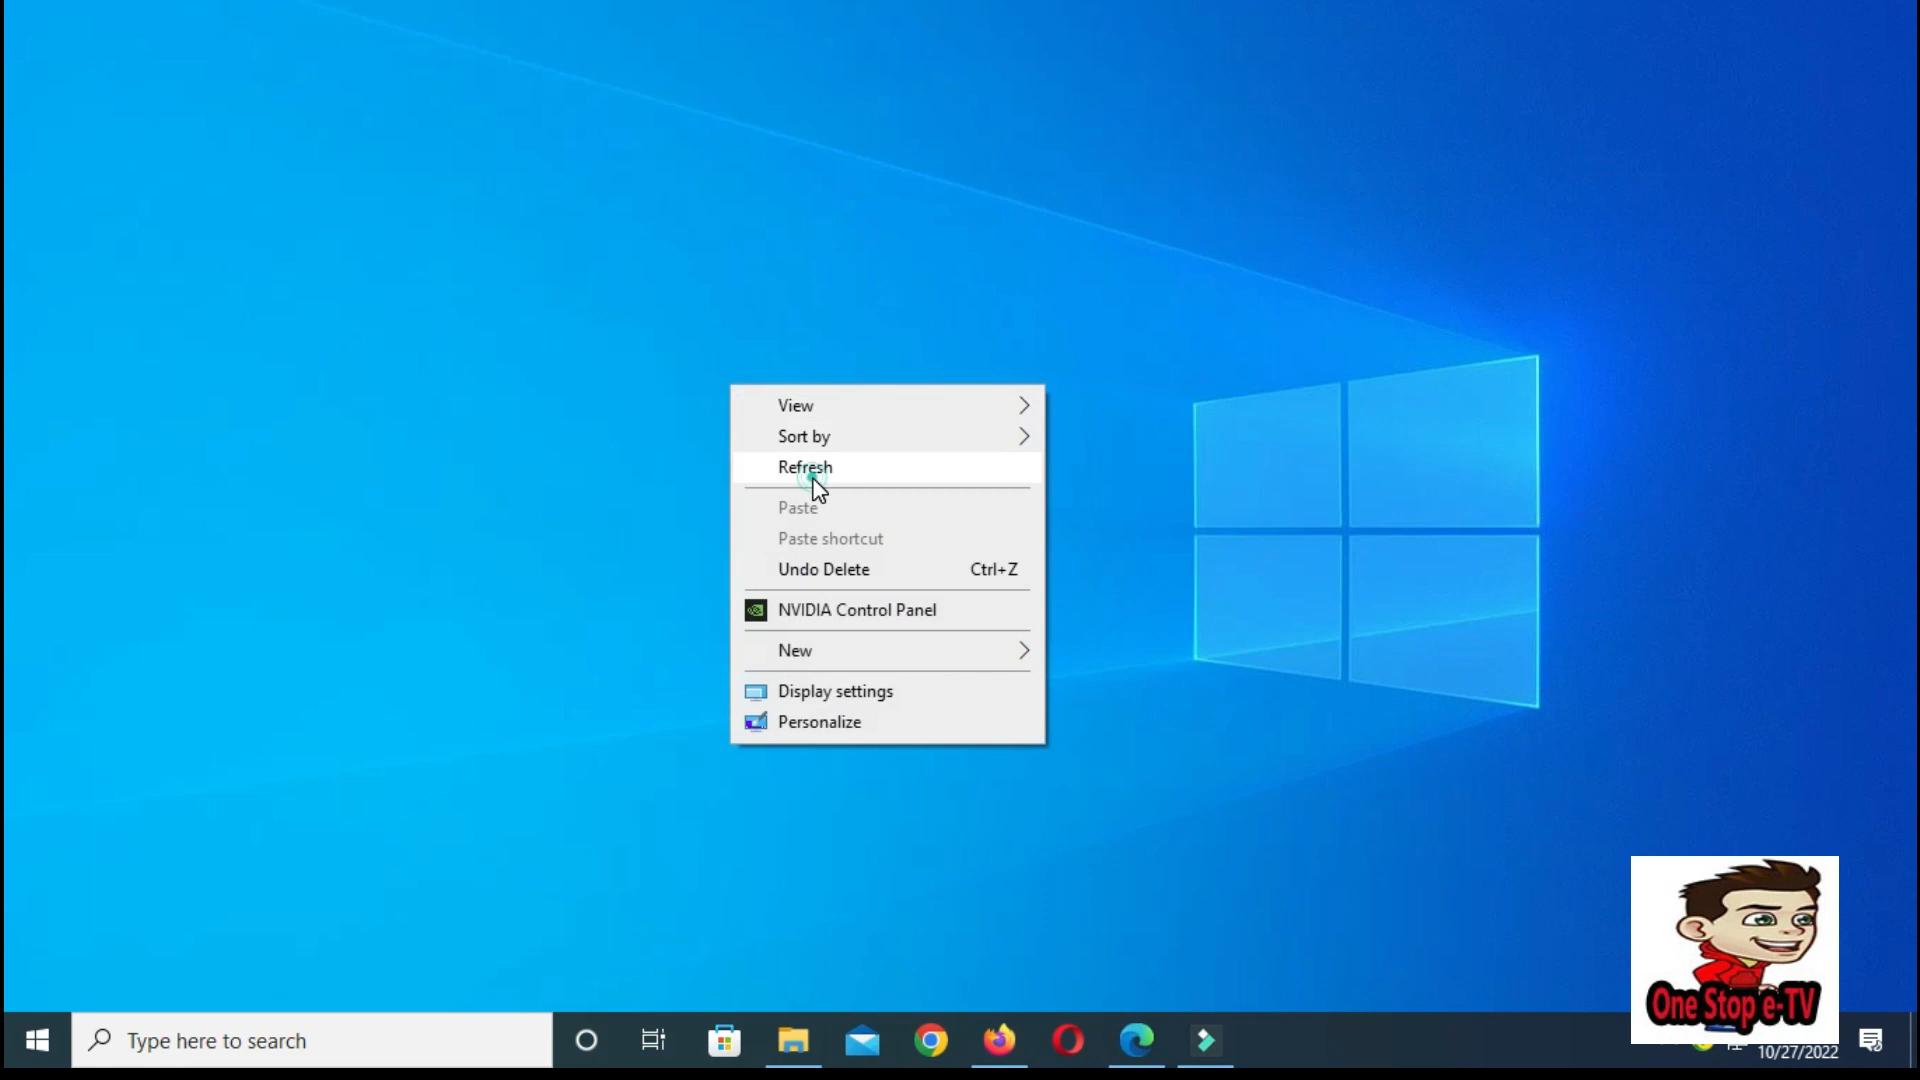 View
Sort by
Refresh
Paste
Paste shortcut
Undo Delete Ctrl+Z
NVIDIA Control Panel
New
Display settings
Personalize
One Stop e-TV
Type here to search
10/27/2022